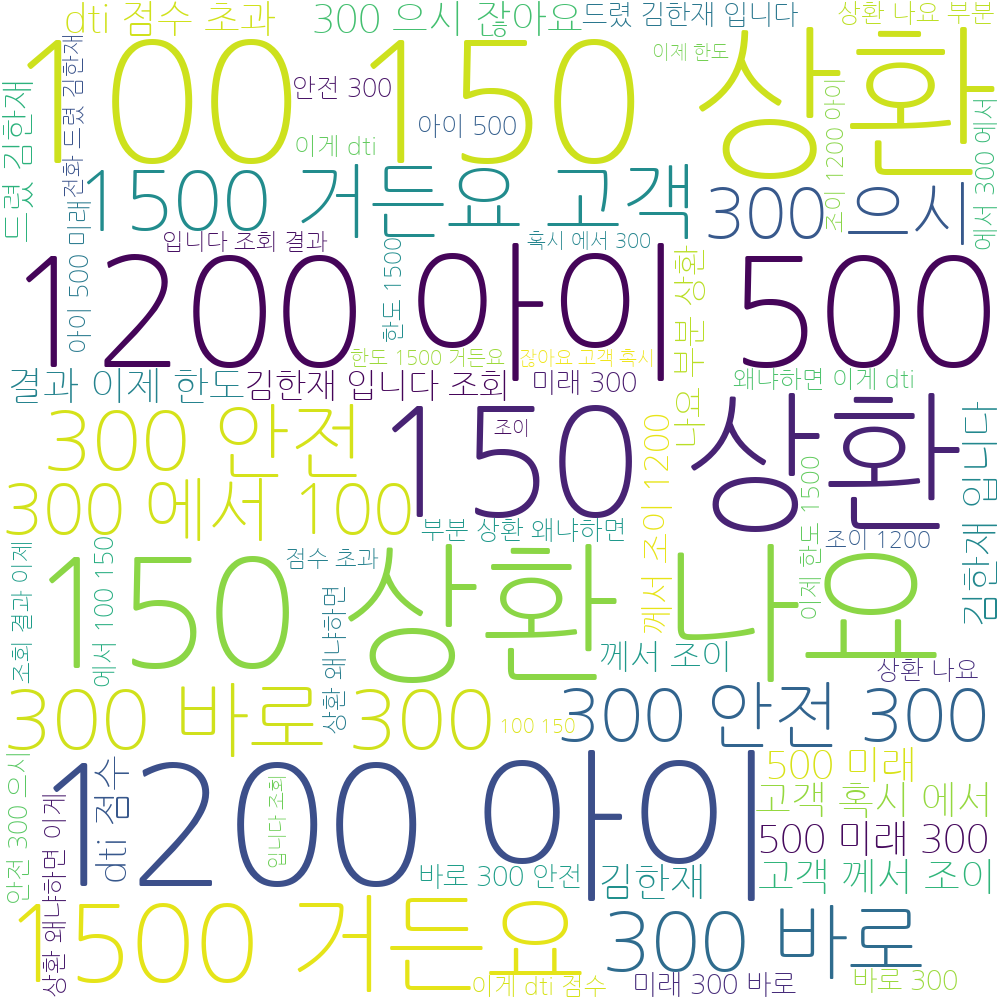 dti 점수 초과
300 으시 잖아요
드렸 김한재 입니다
상환 나요 부분
100 150 상환
이제 한도
안전 300
아이 500
이게 dti
드렸 김한재
전화 드렸 김한재
조이 1200 아이
에서 300 에서
1500 거든요 고객
300 으시
입니다 조회 결과
혹시 에서 300
아이 500 미래
한도 1500
나요 부분 상환
1200 아이 500
한도 1500 거든요
잖아요 고객 혹시
결과 이제 한도
김한재 입니다 조회
미래 300
왜냐하면 이게 dti
300 안전
150 상환
조이
김한재 입니다
300 에서 100
께서 조이 1200
부분 상환 왜냐하면
이제 한도 1500
조이 1200
조회 결과 이제
에서 100 150
점수 초과
150 상환 나요
상환 왜냐하면
께서 조이
상환 나요
300 바로 300
100 150
300 안전 300
안전 300 으시
dti 점수
1200 아이
입니다 조회
500 미래
고객 혹시 에서
500 미래 300
상환 왜냐하면 이게
바로 300 안전
김한재
고객 께서 조이
1500 거든요
300 바로
이게 dti 점수
미래 300 바로
바로 300